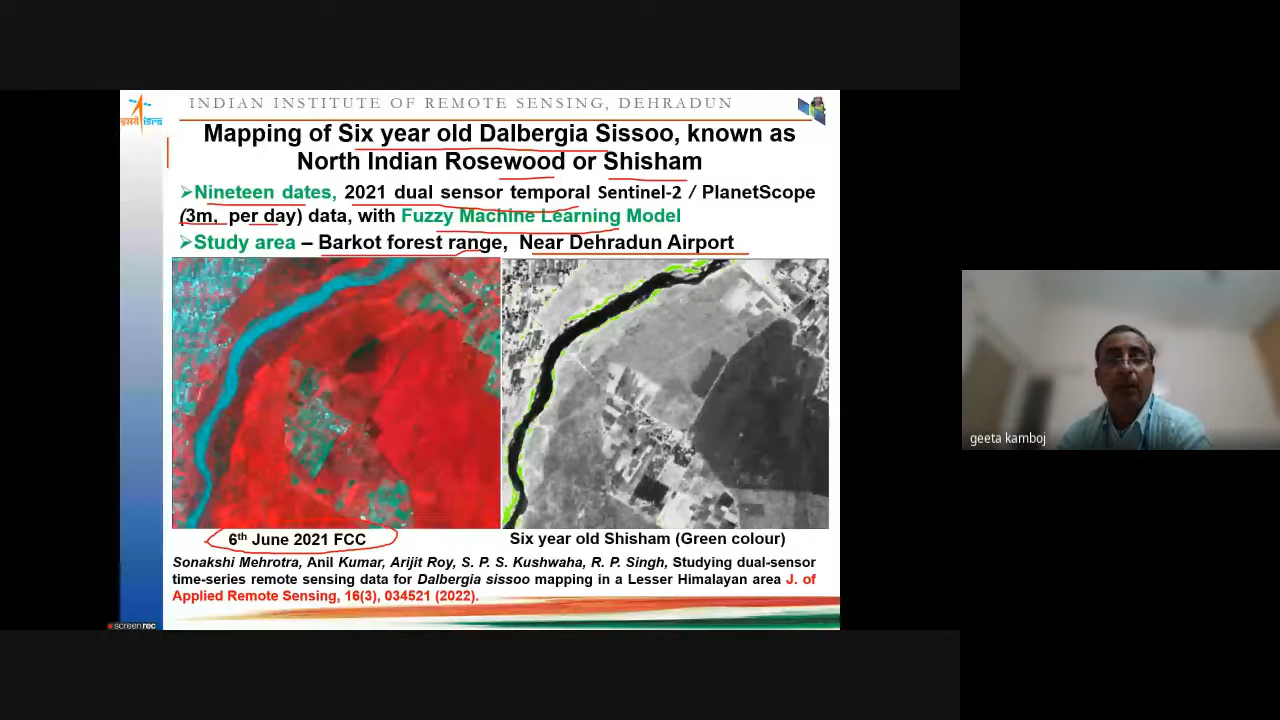 INDIAN INSTITUTE OF REMOTE SENSING, DEHRADUN
इसरो isro
Mapping of Six year old Dalbergia Sissoo, known as
North Indian Rosewood or Shisham
➢Nineteen dates, 2021 dual sensor temporal Sentinel-2 / PlanetScope
(3m, per day) data, with Fuzzy Machine Learning Model
➢Study area – Barkot forest range, Near Dehradun Airport
6th June 2021 FCC
Six year old Shisham (Green colour)
Sonakshi Mehrotra, Anil Kumar, Arijit Roy, S. P. S. Kushwaha, R. P. Singh, Studying dual-sensor
time-series remote sensing data for Dalbergia sissoo mapping in a Lesser Himalayan area J. of
Applied Remote Sensing, 16(3), 034521 (2022).
screenrec
geeta kamboj